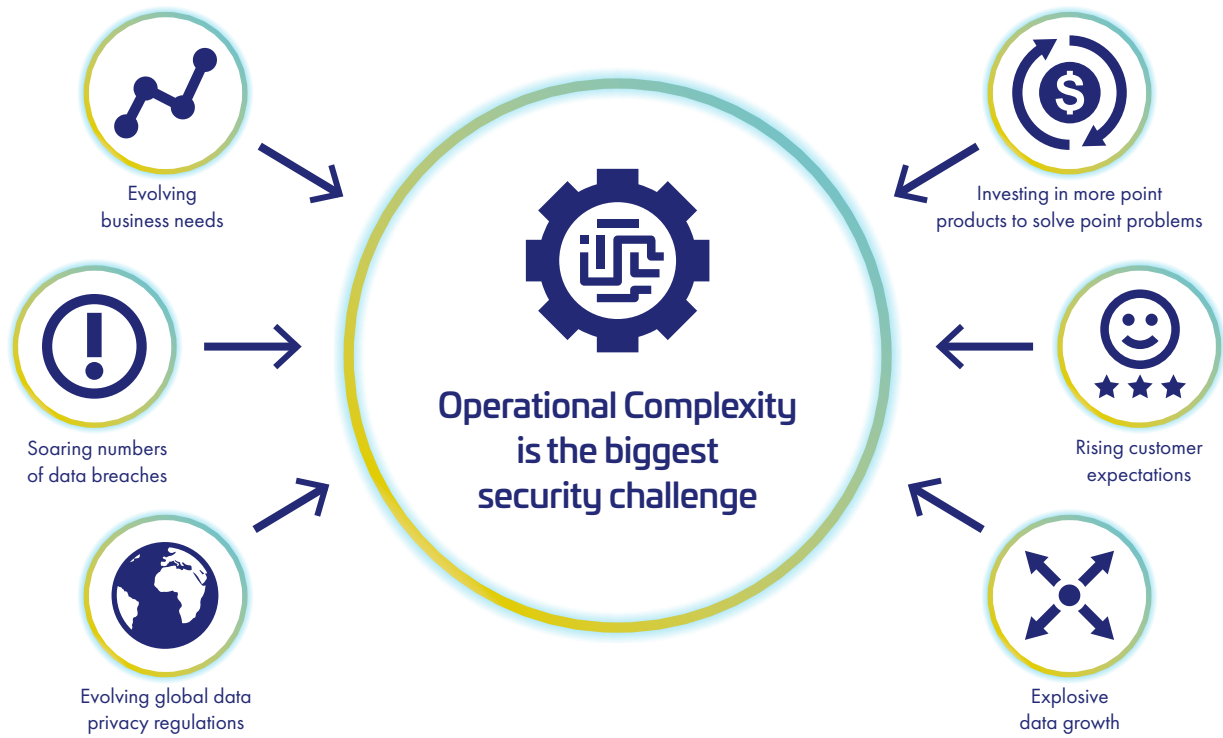 Evolving
business needs
Soaring numbers
of data breaches
Evolving global data
privacy regulations
Operational Complexity
is the biggest
security challenge
$
Investing in more point
products to solve point problems
Rising customer
expectations
Explosive
data growth